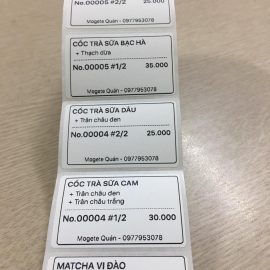 No.00005 #2/2 25.000
Mogete Quán - 0977953078
CỐC TRÀ SỮA BẠC HÀ
+ Thạch dừa
No.00005 #1/2 35.000
Mogete Quán - 0977953078
CỐC TRÀ SỮA DÂU
+ Trân châu đen
No.00004 #2/2 25.000
Mogete Quán - 0977953078
CỐC TRÀ SỮA CAM
+ Trân châu đen
+ Trân châu trắng
No.00004 #1/2 30.000
Mogete Quán - 0977953078
MATCHA VỊ ĐÀO